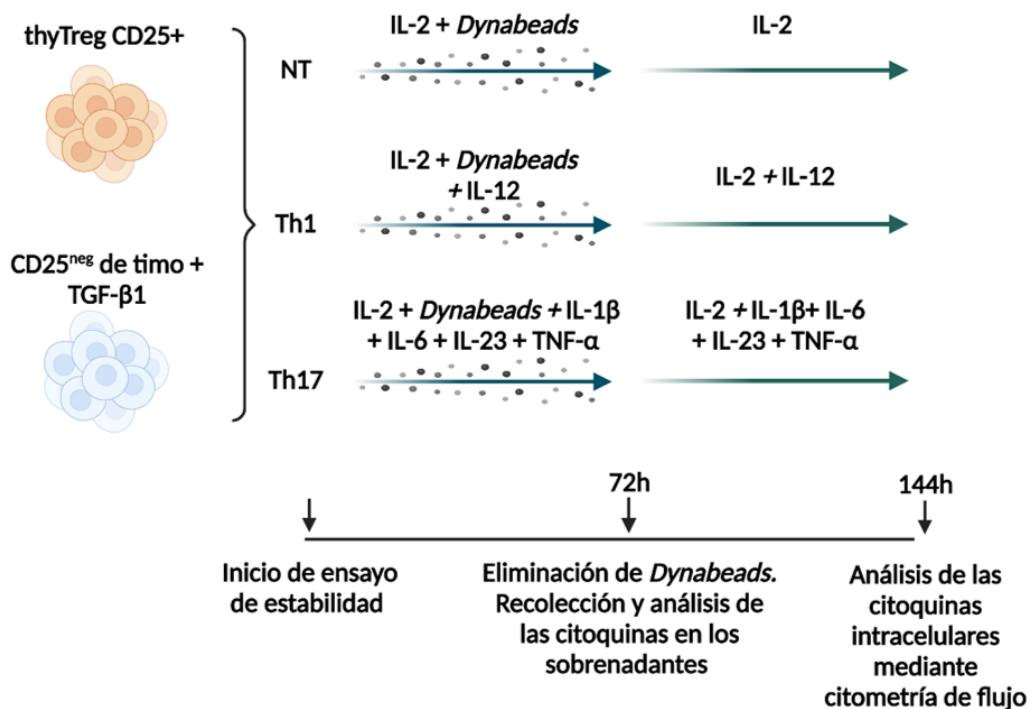 thyTreg CD25+
CD25ⁿᵉᵍ de timo +
TGF-β1
NT
IL-2 + Dynabeads
IL-2
Th1
IL-2 + Dynabeads
+ IL-12
IL-2 + IL-12
Th17
IL-2 + Dynabeads + IL-1β
+ IL-6 + IL-23 + TNF-α
IL-2 + IL-1β+ IL-6
+ IL-23 + TNF-α
72h
144h
Inicio de ensayo
de estabilidad
Eliminación de Dynabeads.
Recolección y análisis de
las citoquinas en los
sobrenadantes
Análisis de las
citoquinas
intracelulares
mediante
citometría de flujo